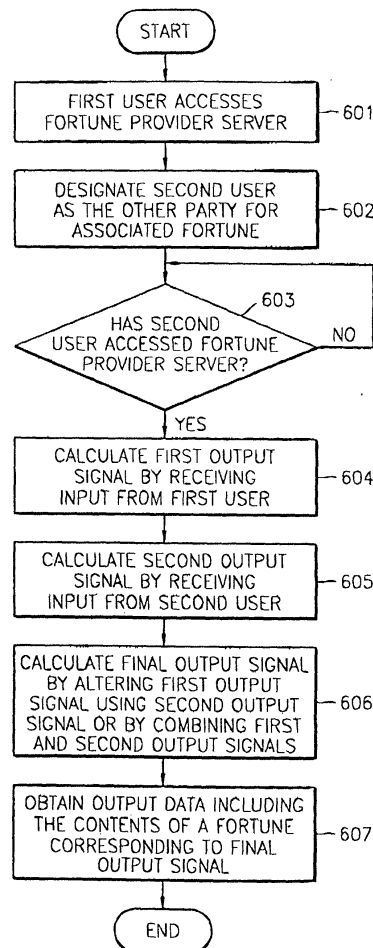 START
FIRST USER ACCESSES
FORTUNE PROVIDER SERVER
601
DESIGNATE SECOND USER
AS THE OTHER PARTY FOR
ASSOCIATED FORTUNE
602
603
HAS SECOND
USER ACCESSED FORTUNE
PROVIDER SERVER?
NO
YES
CALCULATE FIRST OUTPUT
SIGNAL BY RECEIVING
INPUT FROM FIRST USER
604
CALCULATE SECOND OUTPUT
SIGNAL BY RECEIVING
INPUT FROM SECOND USER
605
CALCULATE FINAL OUTPUT SIGNAL
BY ALTERING FIRST OUTPUT
SIGNAL USING SECOND OUTPUT
SIGNAL OR BY COMBINING FIRST
AND SECOND OUTPUT SIGNALS
606
OBTAIN OUTPUT DATA INCLUDING
THE CONTENTS OF A FORTUNE
CORRESPONDING TO FINAL
OUTPUT SIGNAL
607
END